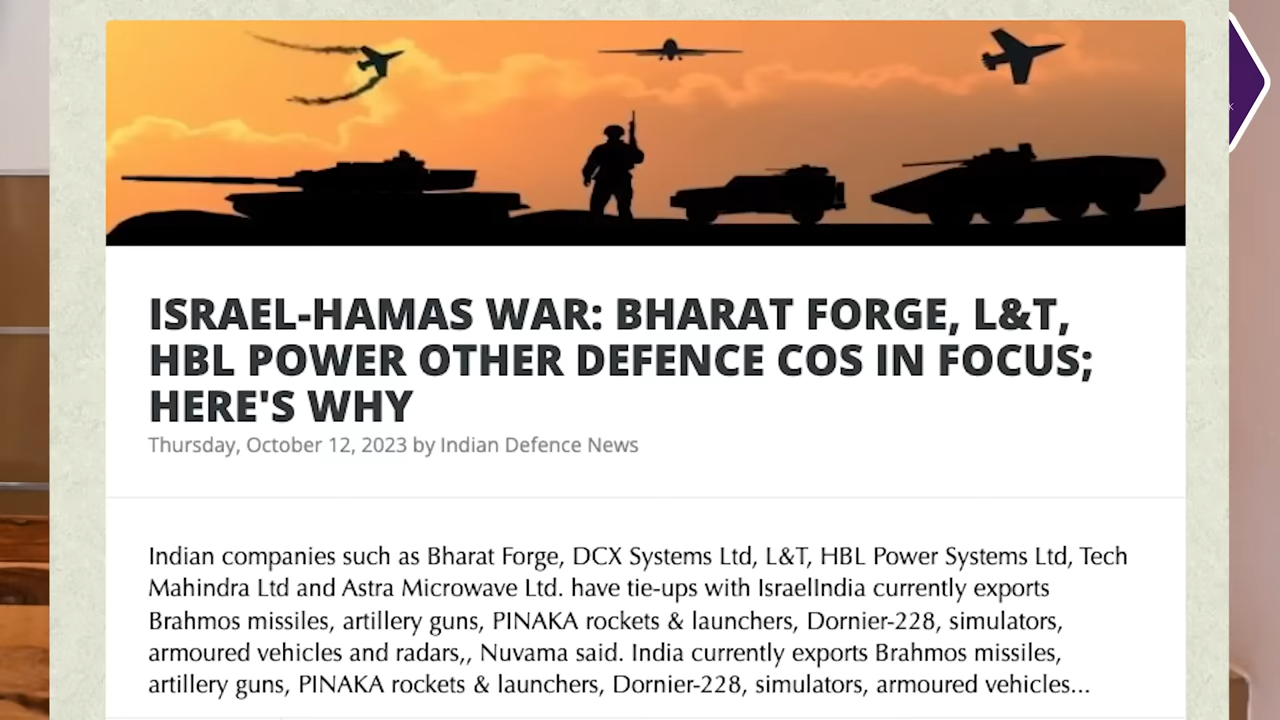 ISRAEL-HAMAS WAR: BHARAT FORGE, L&T,
HBL POWER OTHER DEFENCE COS IN FOCUS;
HERE'S WHY
Thursday, October 12, 2023 by Indian Defence News
Indian companies such as Bharat Forge, DCX Systems Ltd, L&T, HBL Power Systems Ltd, Tech
Mahindra Ltd and Astra Microwave Ltd. have tie-ups with IsraelIndia currently exports
Brahmos missiles, artillery guns, PINAKA rockets & launchers, Dornier-228, simulators,
armoured vehicles and radars,, Nuvama said. India currently exports Brahmos missiles,
artillery guns, PINAKA rockets & launchers, Dornier-228, simulators, armoured vehicles...